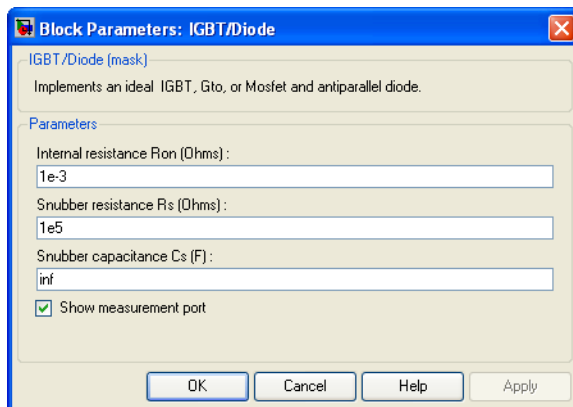 Block Parameters: IGBT/Diode
IGBT/Diode (mask)
Implements an ideal IGBT, Gto, or Mosfet and antiparallel diode.
Parameters
Internal resistance Ron (Ohms) :
1e-3
Snubber resistance Rs (Ohms) :
1e5
Snubber capacitance Cs (F) :
inf
Show measurement port
OK Cancel Help Apply